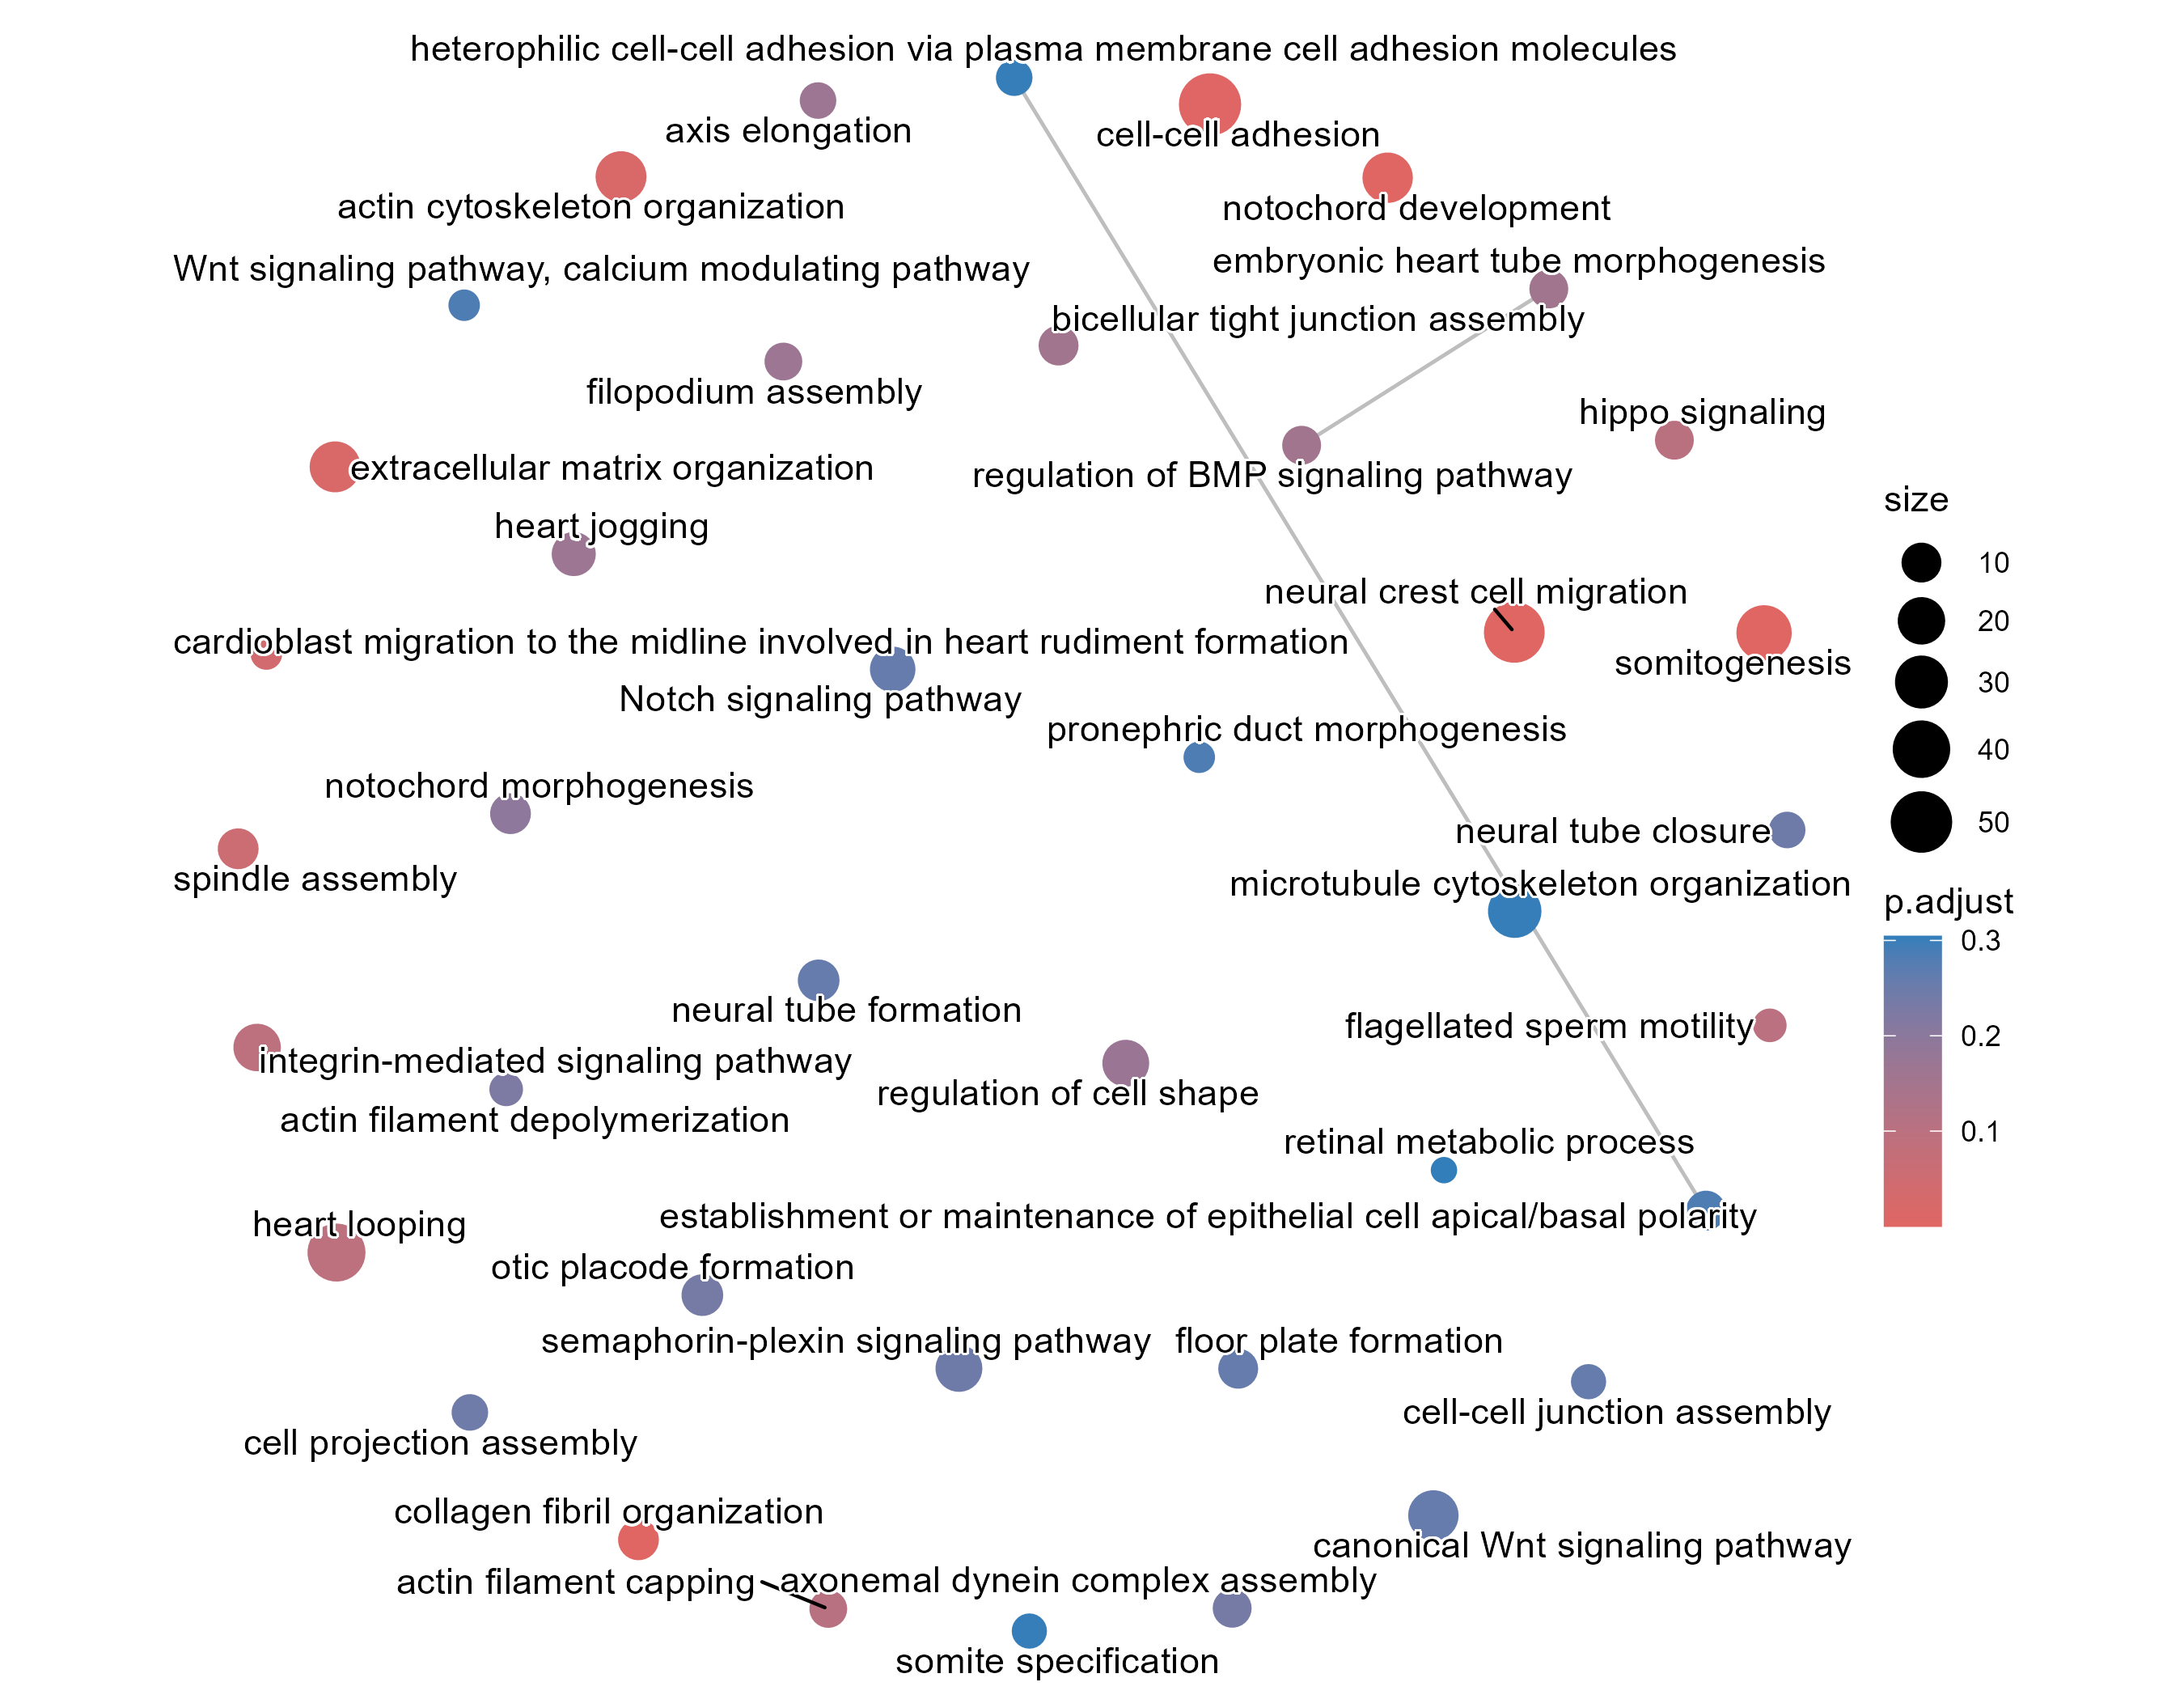 heterophilic cell-cell adhesion via plasma membrane cell adhesion molecules
axis elongation
cell-cell adhesion
actin cytoskeleton organization
notochord development
Wnt signaling pathway, calcium modulating pathway
embryonic heart tube morphogenesis
bicellular tight junction assembly
filopodium assembly
hippo signaling
extracellular matrix organization
regulation of BMP signaling pathway
heart jogging
neural crest cell migration
cardioblast migration to the midline involved in heart rudiment formation
somitogenesis
Notch signaling pathway
pronephric duct morphogenesis
notochord morphogenesis
neural tube closure
spindle assembly
microtubule cytoskeleton organization
neural tube formation
flagellated sperm motility
integrin-mediated signaling pathway
regulation of cell shape
actin filament depolymerization
retinal metabolic process
establishment or maintenance of epithelial cell apical/basal polarity
heart looping
otic placode formation
semaphorin-plexin signaling pathway
floor plate formation
cell-cell junction assembly
cell projection assembly
collagen fibril organization
canonical Wnt signaling pathway
actin filament capping
axonemal dynein complex assembly
somite specification
size
10
20
30
40
50
p.adjust
0.3
0.2
0.1